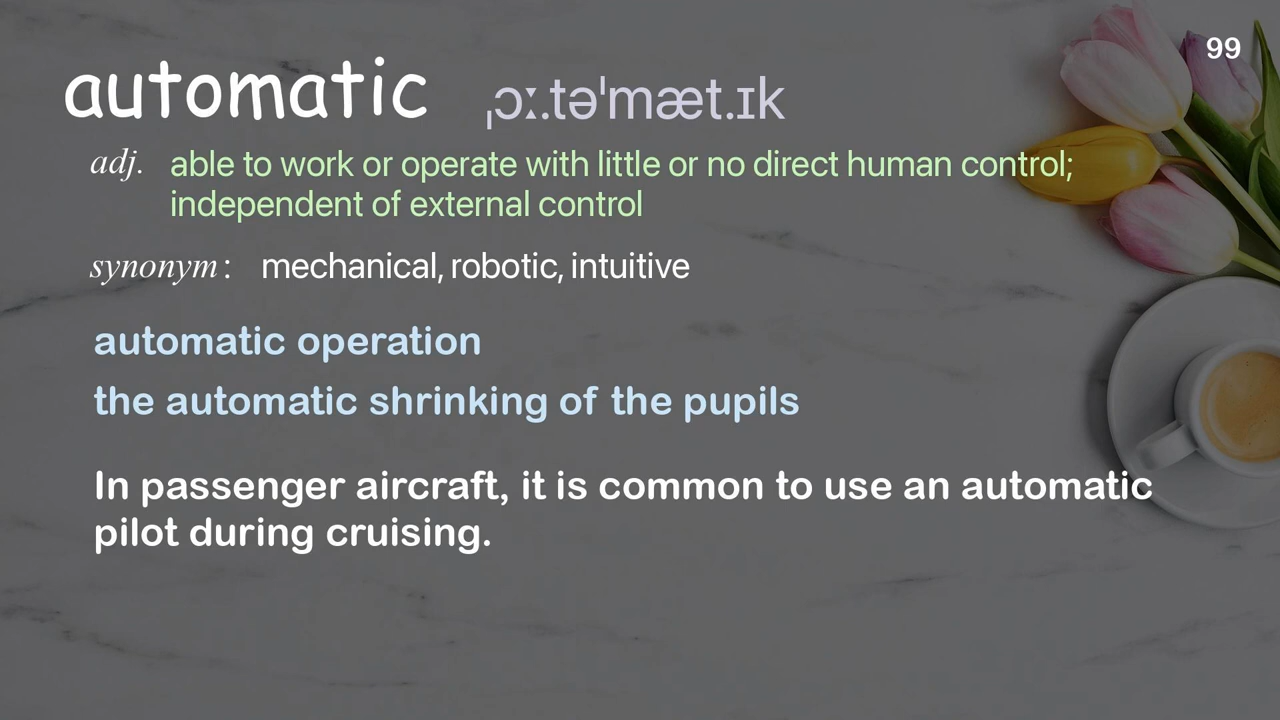 99
automatic ˌɔː.təˈmæt.ɪk
adj. able to work or operate with little or no direct human control;
independent of external control
synonym : mechanical, robotic, intuitive
automatic operation
the automatic shrinking of the pupils
In passenger aircraft, it is common to use an automatic
pilot during cruising.